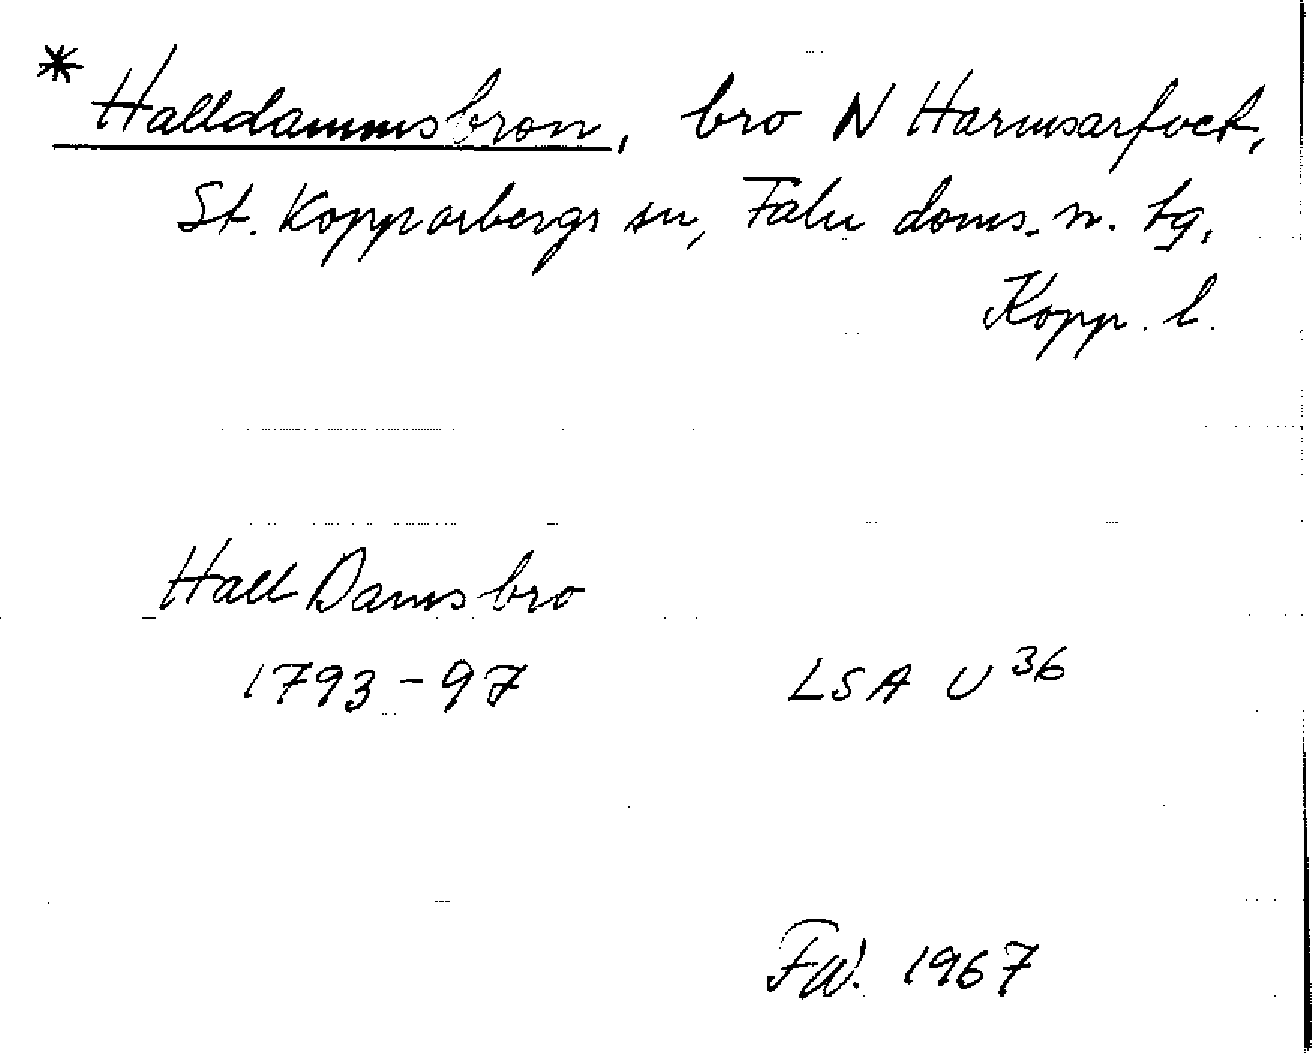 * Halldammsbron, bro N Harmsarfvet,
St. Kopparbergs sn, Falu doms. n. tg,
Kopp. l.
Hall Dams bro
1793-97 LSA U 36
FW. 1967